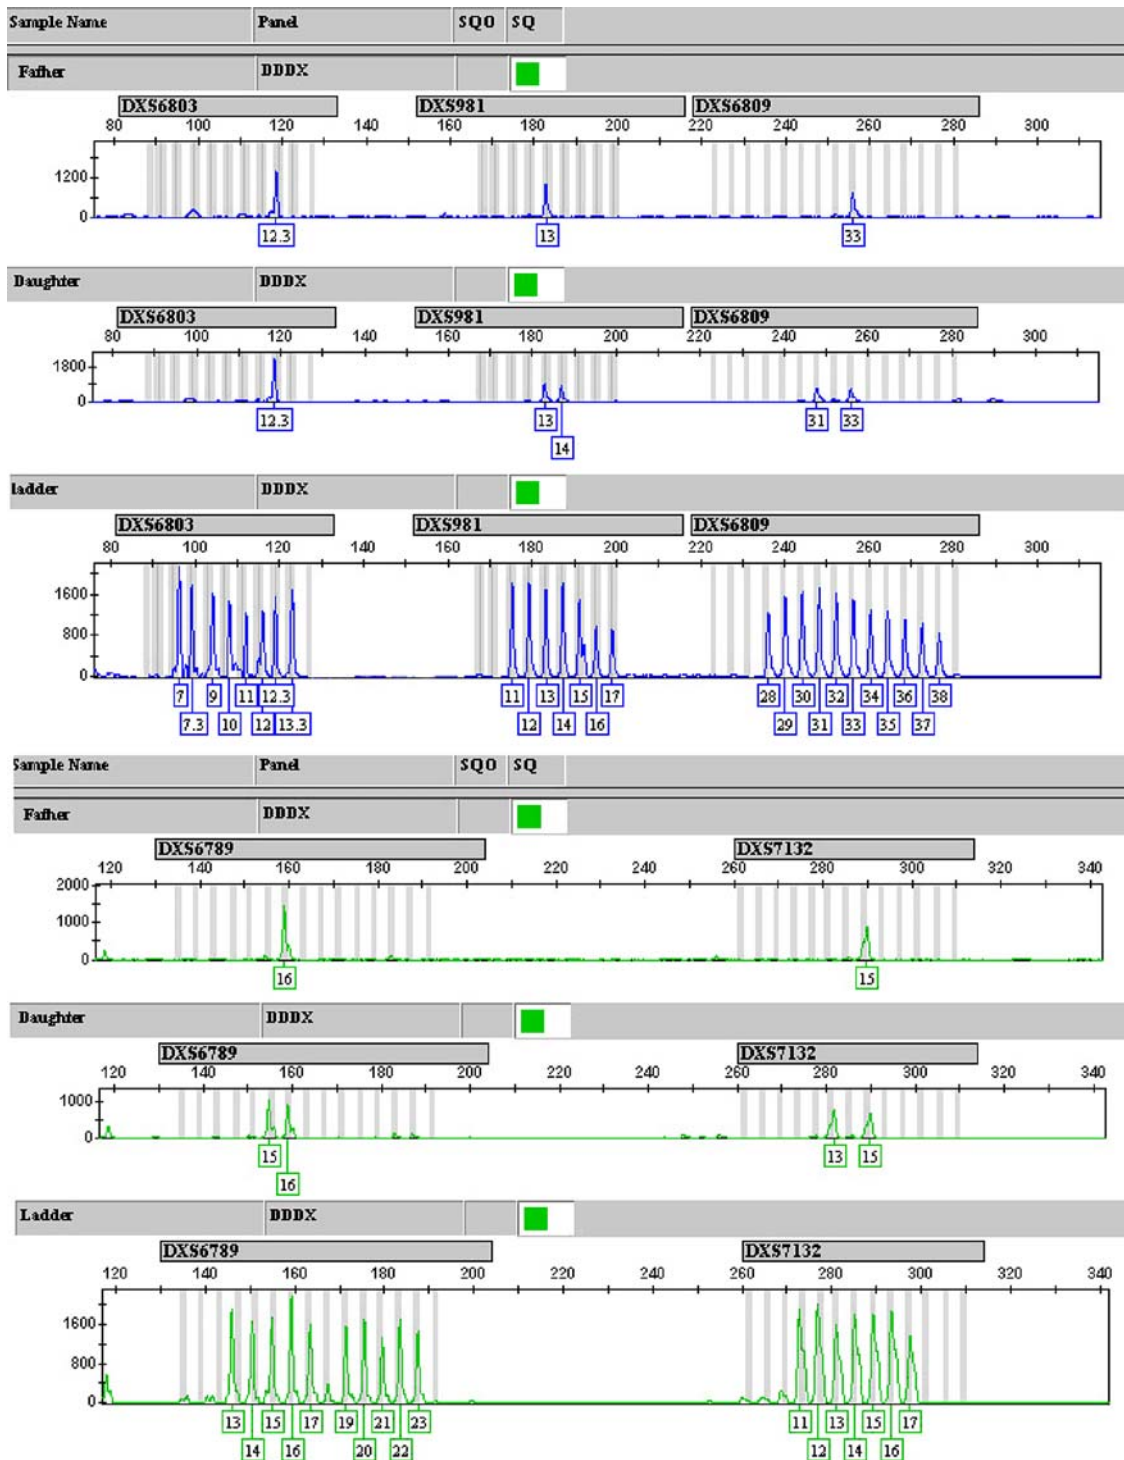 Sample Name Panel SQO SQ
Fafher DDDX
DXS6803 DXS981 DXS6809
80 100 120 140 160 180 200 220 240 260 280 300
1200
0
12.3 13 33
Daughter DDDX
DXS6803 DXS981 DXS6809
80 100 120 140 160 180 200 220 240 260 280 300
1800
0
12.3 13 31 33
14
ladder DDDX
DXS6803 DXS981 DXS6809
80 100 120 140 160 180 200 220 240 260 280 300
1600
800
0
7 9 11 12.3 11 13 15 17 28 30 32 34 36 38
7.3 10 12 13.3 12 14 16 29 31 33 35 37
Sample Name Panel SQO SQ
Father DDDX
DXS6789 DXS7132
120 140 160 180 200 220 240 260 280 300 320 340
2000
1000
0
16 15
Daughter DDDX
DXS6789 DXS7132
120 140 160 180 200 220 240 260 280 300 320 340
1000
0
15 13 15
16
Ladder DDDX
DXS6789 DXS7132
120 140 160 180 200 220 240 260 280 300 320 340
1600
800
0
13 15 17 19 21 23 11 13 15 17
14 16 20 22 12 14 16